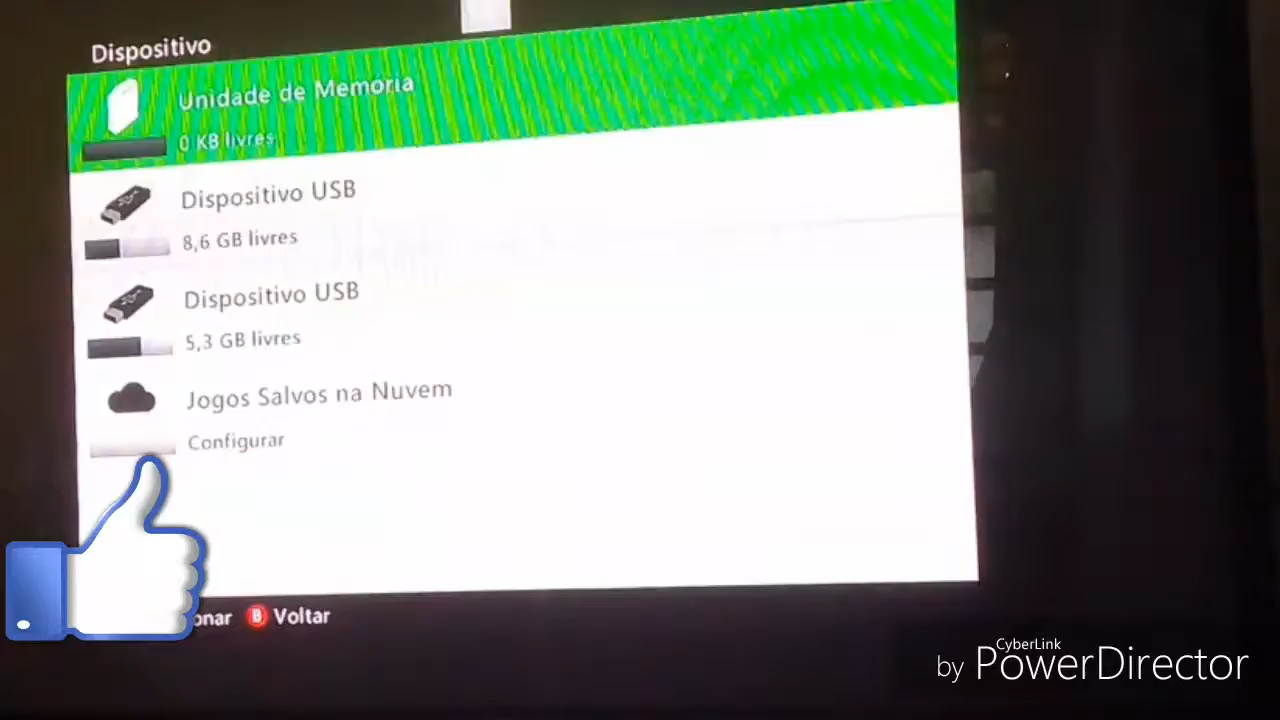 Dispositivo
Unidade de Memória
0 KB livres
Dispositivo USB
8,6 GB livres
Dispositivo USB
5,3 GB livres
Jogos Salvos na Nuvem
Configurar
onar B Voltar
CyberLink
by PowerDirector